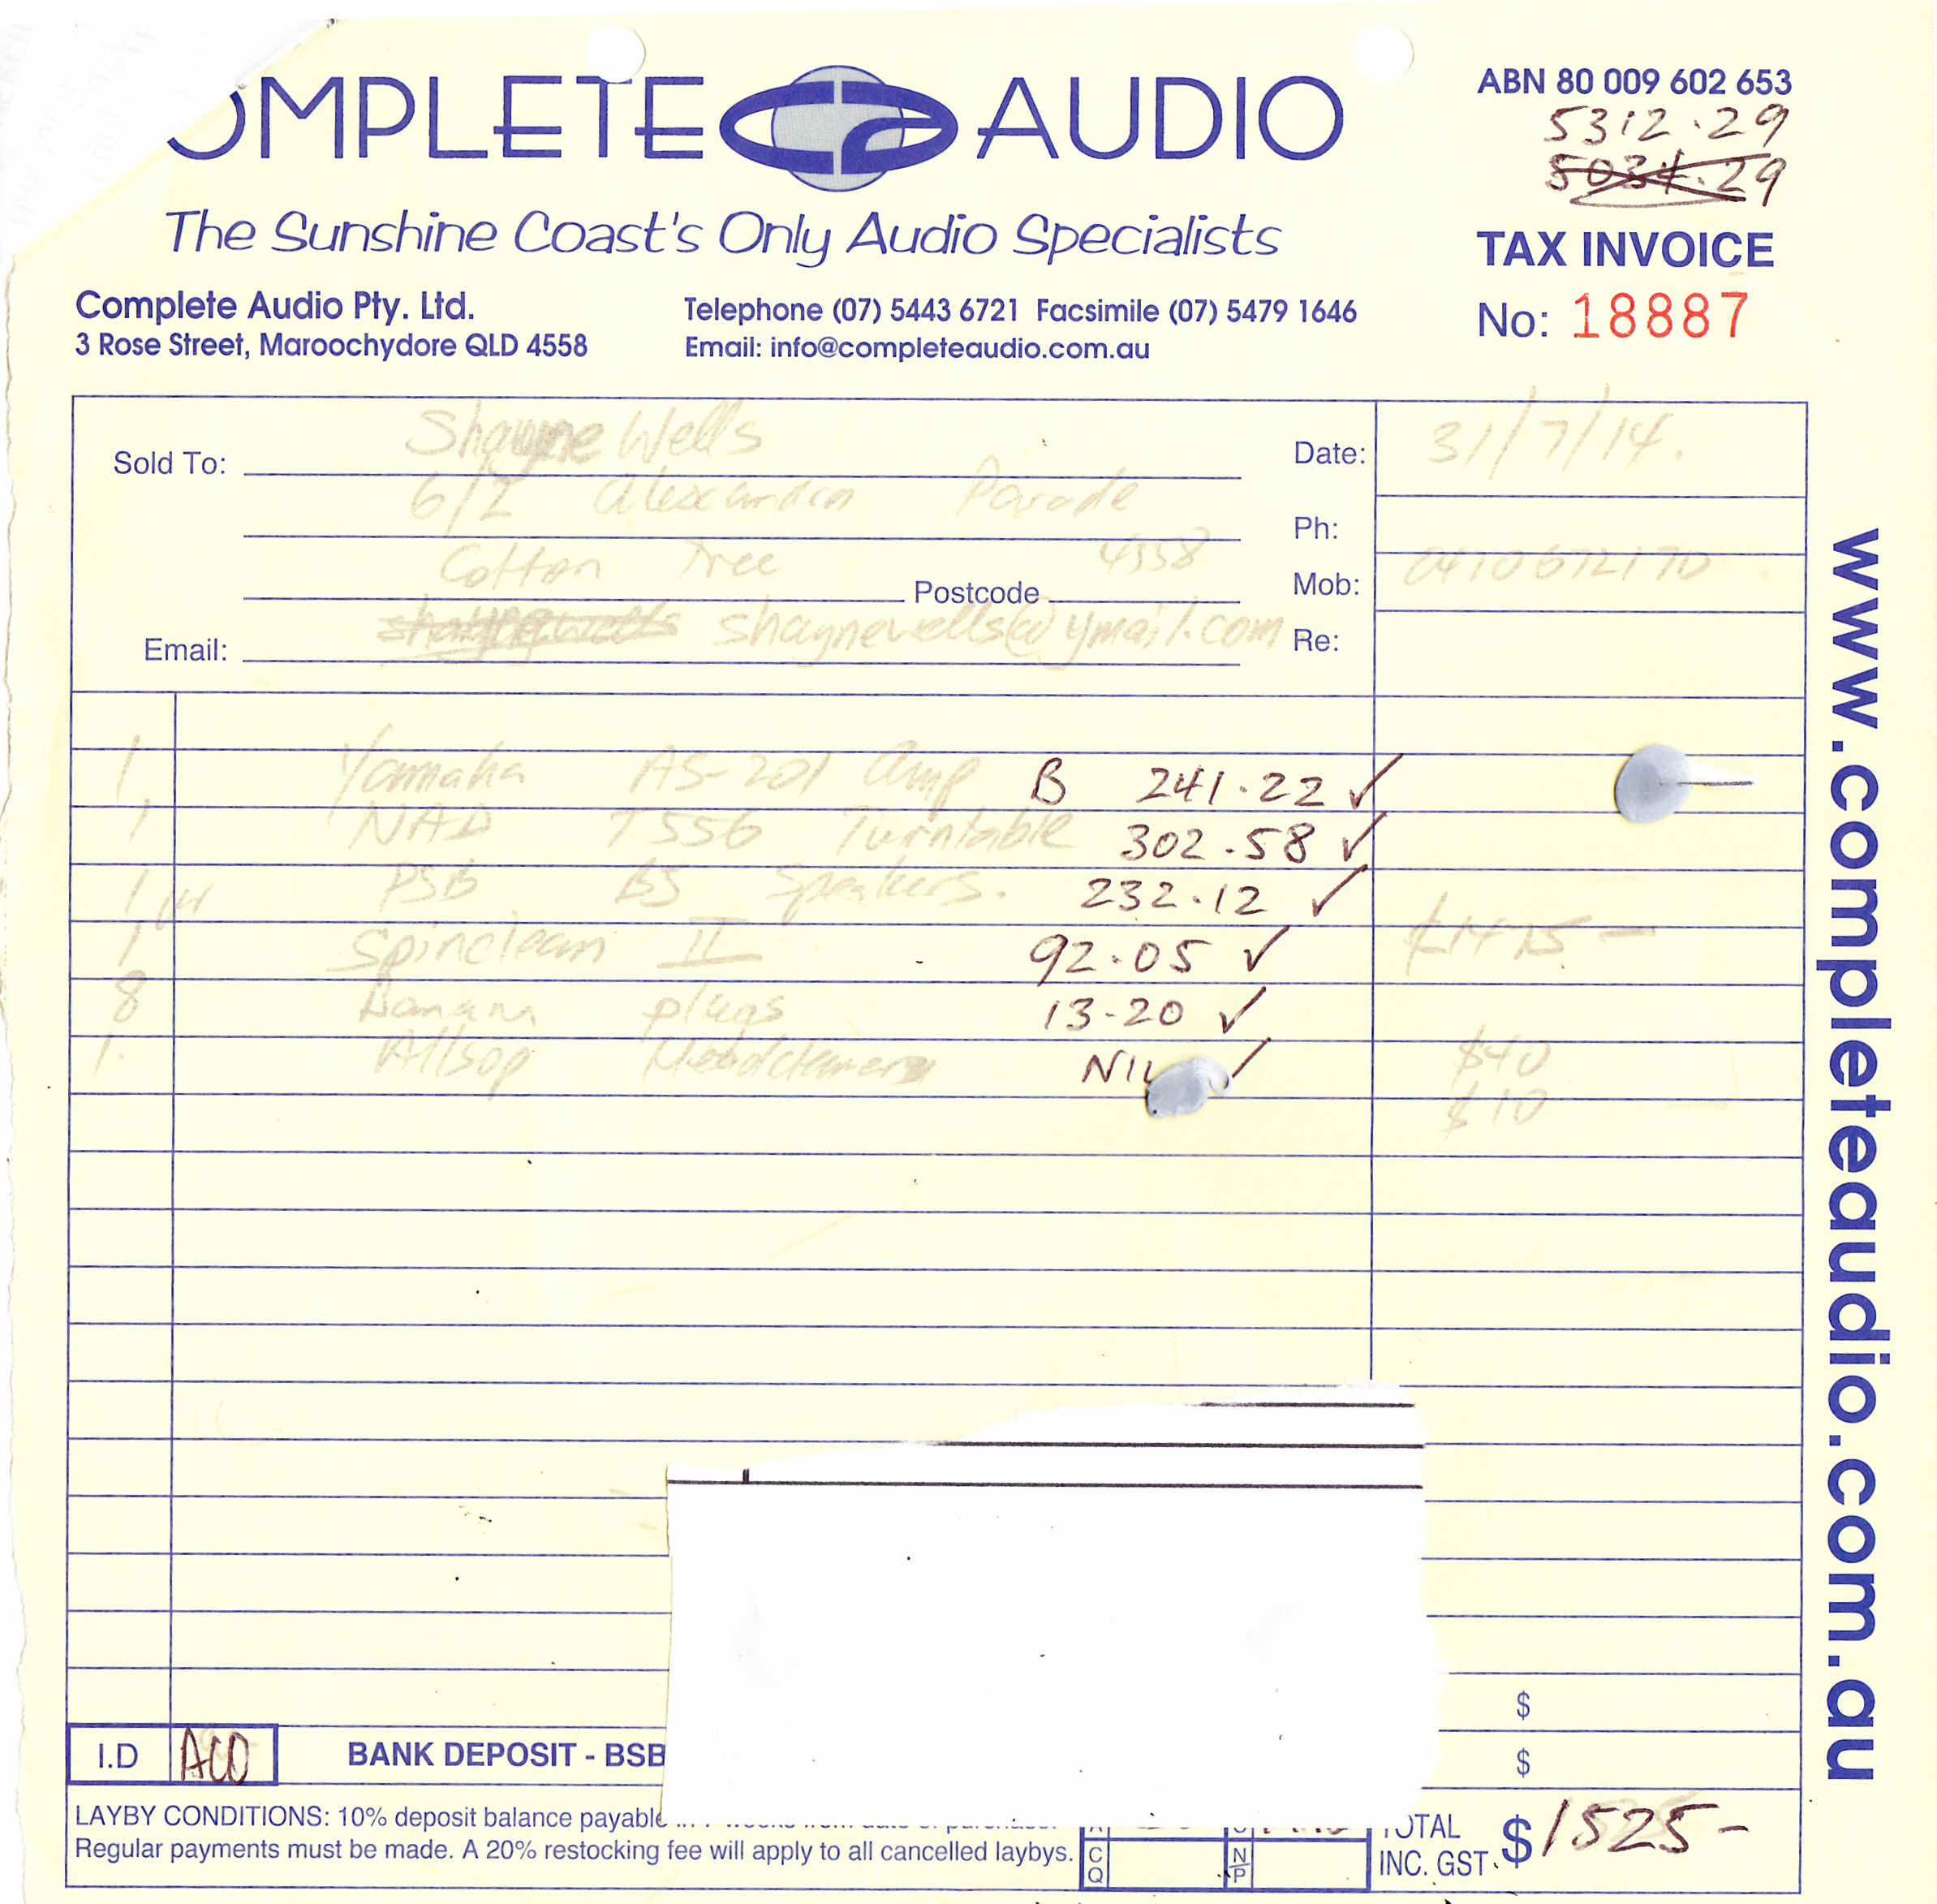 OMPLETE AUDIO
ABN 80 009 602 653
5312.29
5034.29
The Sunshine Coast's Only Audio Specialists
TAX INVOICE
Complete Audio Pty. Ltd.
Telephone (07) 5443 6721 Facsimile (07) 5479 1646
No: 18887
3 Rose Street, Maroochydore QLD 4558
Email: info@completeaudio.com.au
Sold To: Shayne Wells
Date: 31/7/14.
6/2 Alexandra Parade
Ph:
Cotton Tree Postcode 4558
Mob: 0410672170
Email: shaynewells shaynewells@ymail.com
Re:
1 Yamaha AS-201 Amp B 241.22 ✓
1 NAD T556 Turntable 302.58 ✓
1 pr PSB B5 Speakers. 232.12 ✓
1 Spinclean II 92.05 ✓ $1475 —
8 Banana plugs 13-20 ✓
1. Allsop NIL $40
$10
$
I.D ACO BANK DEPOSIT - BSB $
LAYBY CONDITIONS: 10% deposit balance payable
Regular payments must be made. A 20% restocking fee will apply to all cancelled laybys.
CQ
N/P
TOTAL INC. GST $1525-
www.completeaudio.com.au